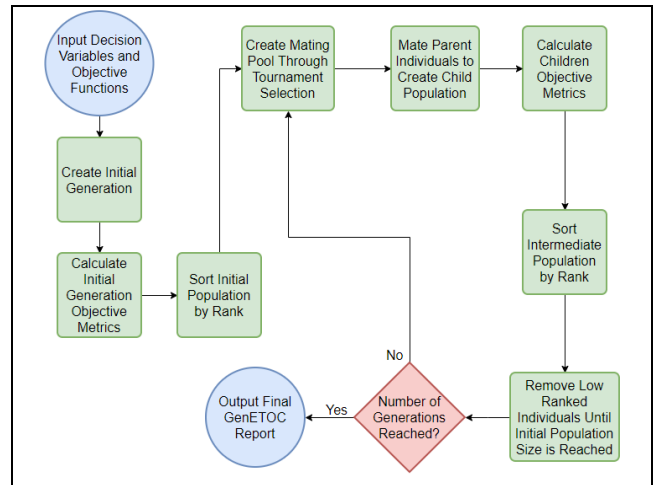 Input Decision
Variables and
Objective
Functions
Create Initial
Generation
Calculate
Initial
Generation
Objective
Metrics
Sort Initial
Population
by Rank
Create Mating
Pool Through
Tournament
Selection
Mate Parent
Individuals to
Create Child
Population
Calculate
Children
Objective
Metrics
Sort
Intermediate
Population
by Rank
Remove Low
Ranked
Individuals Until
Initial Population
Size is Reached
Number of
Generations
Reached?
No
Yes
Output Final
GenETOC
Report